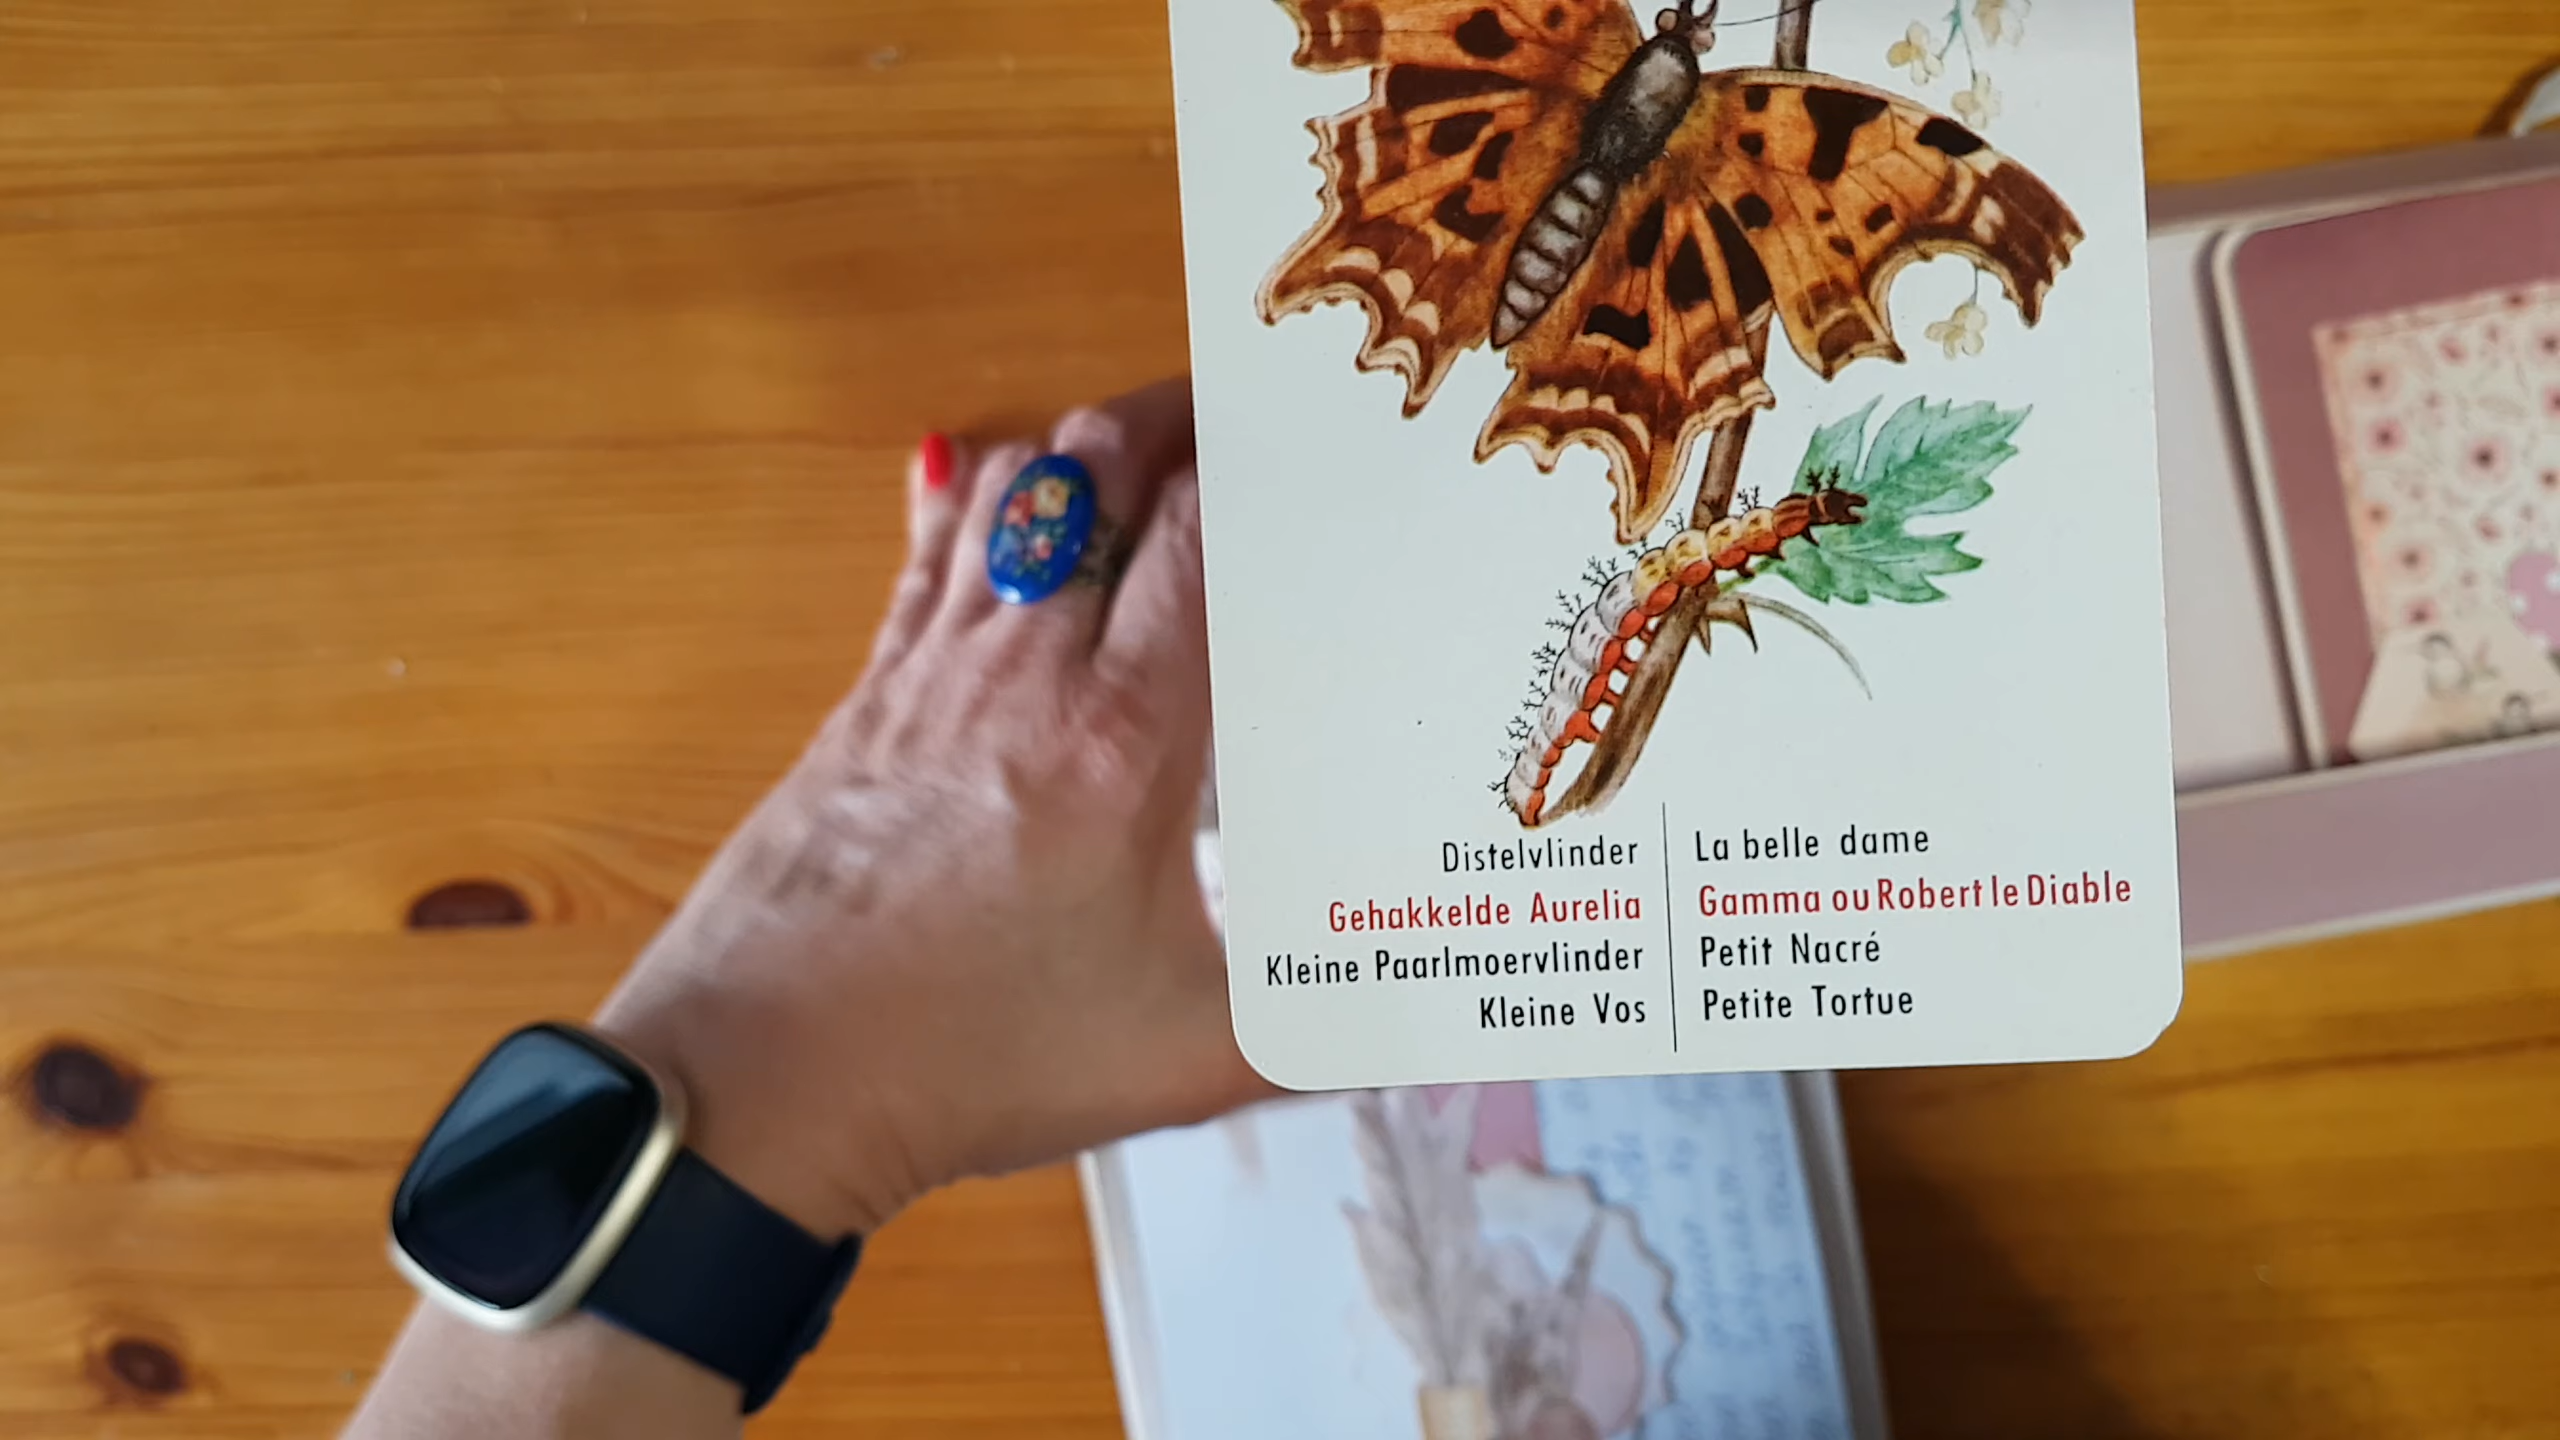 Distelvlinder
Gehakkelde Aurelia
Kleine Paarlmoervlinder
Kleine Vos
La belle dame
Gamma ou Robert le Diable
Petit Nacré
Petite Tortue